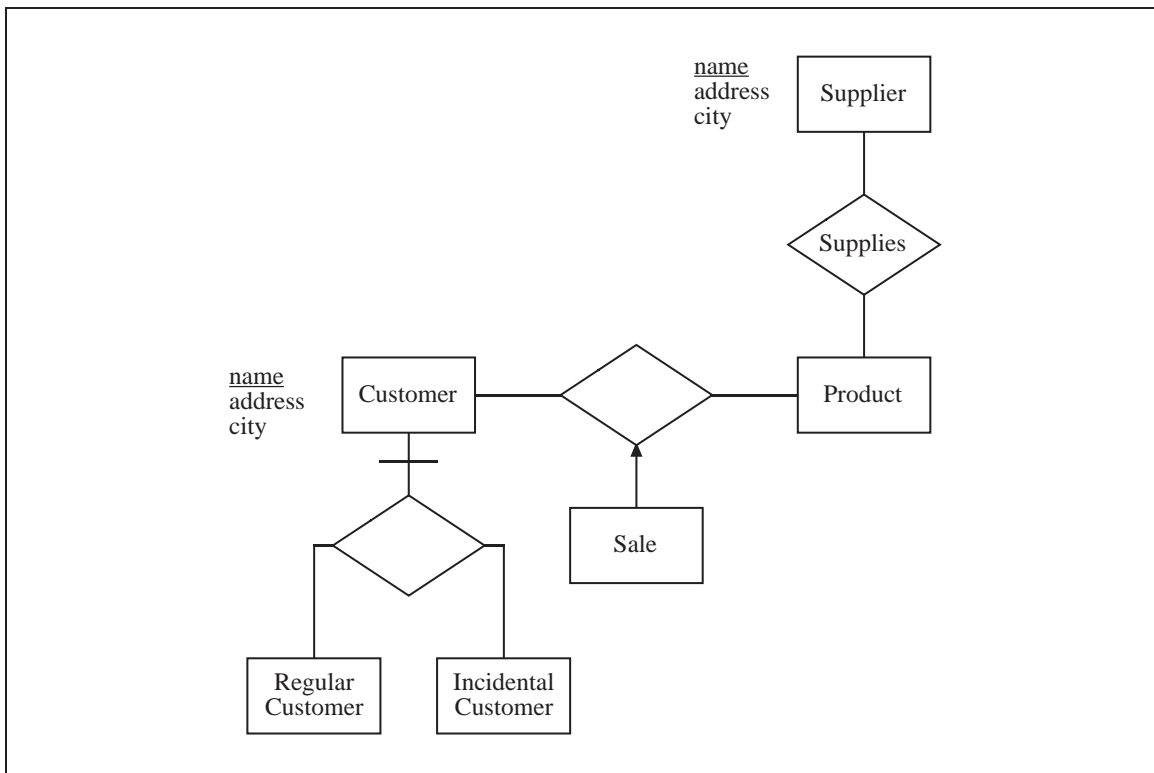 name
address
city
Supplier
Supplies
name
address
city
Customer
Product
Sale
Regular
Customer
Incidental
Customer